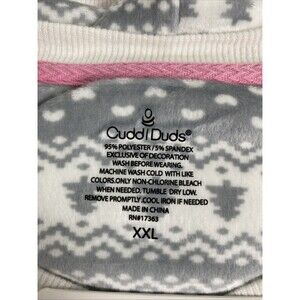 Cuddl Duds®
95% POLYESTER / 5% SPANDEX
EXCLUSIVE OF DECORATION
WASH BEFORE WEARING.
MACHINE WASH COLD WITH LIKE
COLORS.ONLY NON-CHLORINE BLEACH
WHEN NEEDED. TUMBLE DRY LOW.
REMOVE PROMPTLY.COOL IRON IF NEEDED
MADE IN CHINA
RN#17363
XXL